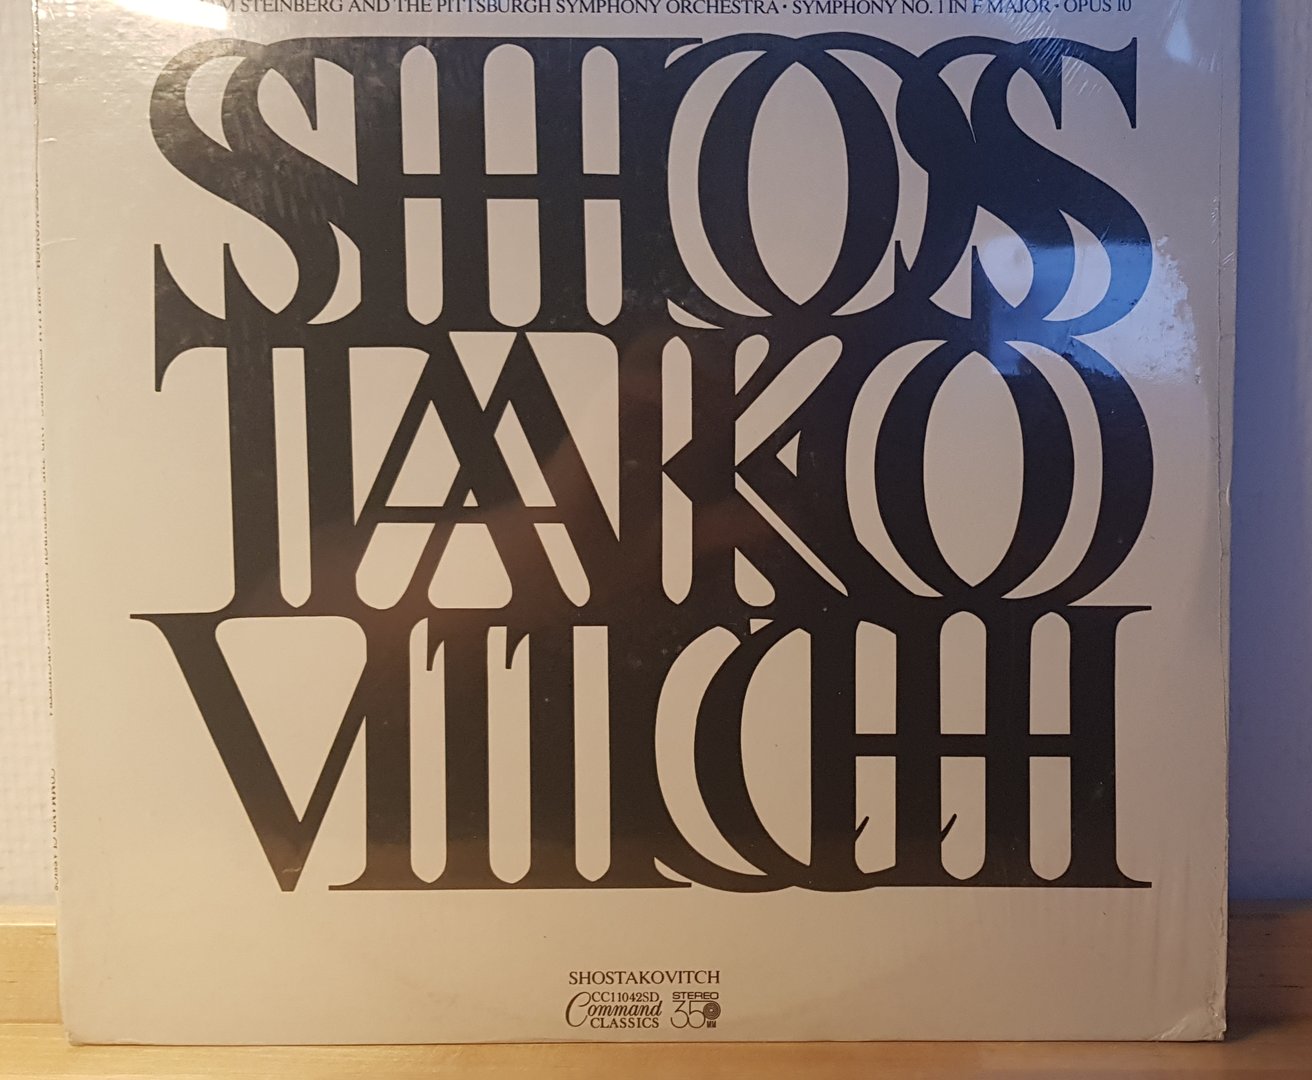 STEINBERG AND THE PITTSBURGH SYMPHONY ORCHESTRA • SYMPHONY NO. 1 IN F MAJOR • OPUS 10
SHOS
TAKO
VITCH
SHOSTAKOVITCH
CC11042SD
Command
CLASSICS
STEREO
35
MM